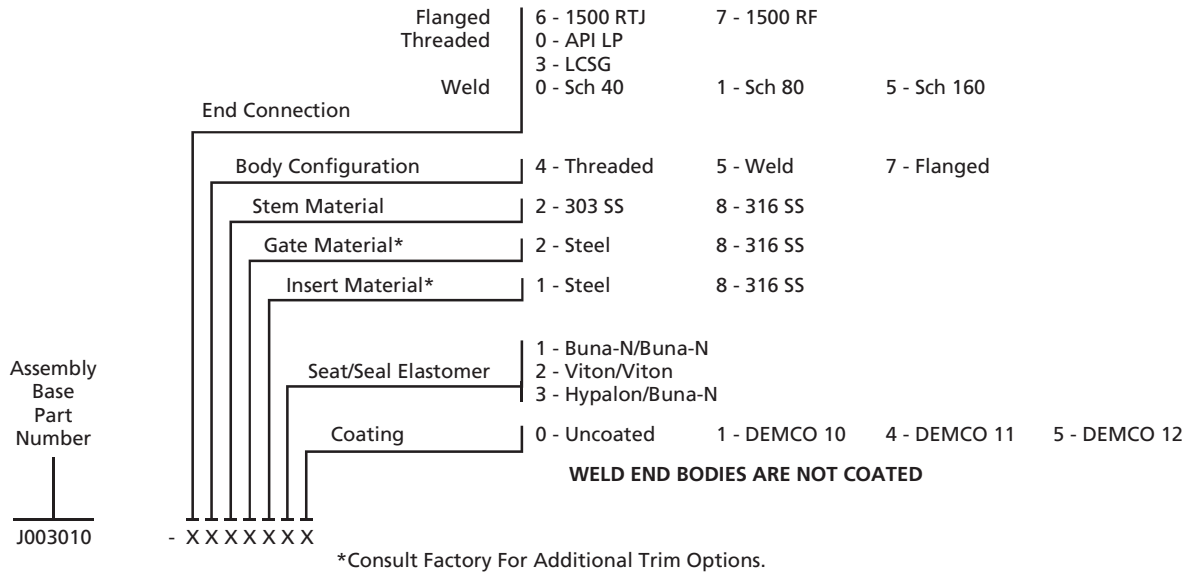 Flanged 6 - 1500 RTJ 7 - 1500 RF
Threaded 0 - API LP
3 - LCSG
Weld 0 - Sch 40 1 - Sch 80 5 - Sch 160
End Connection
Body Configuration 4 - Threaded 5 - Weld 7 - Flanged
Stem Material 2 - 303 SS 8 - 316 SS
Gate Material* 2 - Steel 8 - 316 SS
Insert Material* 1 - Steel 8 - 316 SS
1 - Buna-N/Buna-N
Seat/Seal Elastomer 2 - Viton/Viton
3 - Hypalon/Buna-N
Coating 0 - Uncoated 1 - DEMCO 10 4 - DEMCO 11 5 - DEMCO 12
WELD END BODIES ARE NOT COATED
Assembly
Base
Part
Number
J003010 - X X X X X X X
*Consult Factory For Additional Trim Options.